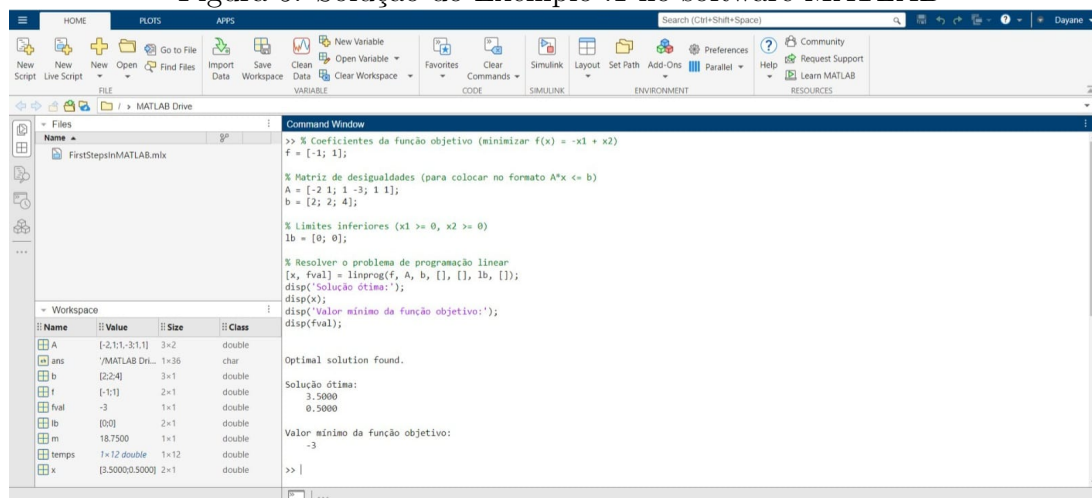 HOME PLOTS APPS Search (Ctrl+Shift+Space) Dayane
New Script
New Live Script
New
Open
Go to File
Find Files
FILE
Import Data
Save Workspace
Clean Data
New Variable
Open Variable
Clear Workspace
VARIABLE
Favorites
Clear Commands
CODE
Simulink
SIMULINK
Layout
Set Path
Add-Ons
Preferences
Parallel
ENVIRONMENT
Help
Community
Request Support
Learn MATLAB
RESOURCES
/ > MATLAB Drive
Files
Name
FirstStepsInMATLAB.mlx
Workspace
Name Value Size Class
A [-2,1;1,-3;1,1] 3×2 double
ans '/MATLAB Dri... 1×36 char
b [2;2;4] 3×1 double
f [-1;1] 2×1 double
fval -3 1×1 double
lb [0;0] 2×1 double
m 18.7500 1×1 double
temps 1×12 double 1×12 double
x [3.5000;0.5000] 2×1 double
Command Window
>> % Coeficientes da função objetivo (minimizar f(x) = -x1 + x2)
f = [-1; 1];
% Matriz de desigualdades (para colocar no formato A*x <= b)
A = [-2 1; 1 -3; 1 1];
b = [2; 2; 4];
% Limites inferiores (x1 >= 0, x2 >= 0)
lb = [0; 0];
% Resolver o problema de programação linear
[x, fval] = linprog(f, A, b, [], [], lb, []);
disp('Solução ótima:');
disp(x);
disp('Valor mínimo da função objetivo:');
disp(fval);
Optimal solution found.
Solução ótima:
3.5000
0.5000
Valor mínimo da função objetivo:
-3
>>